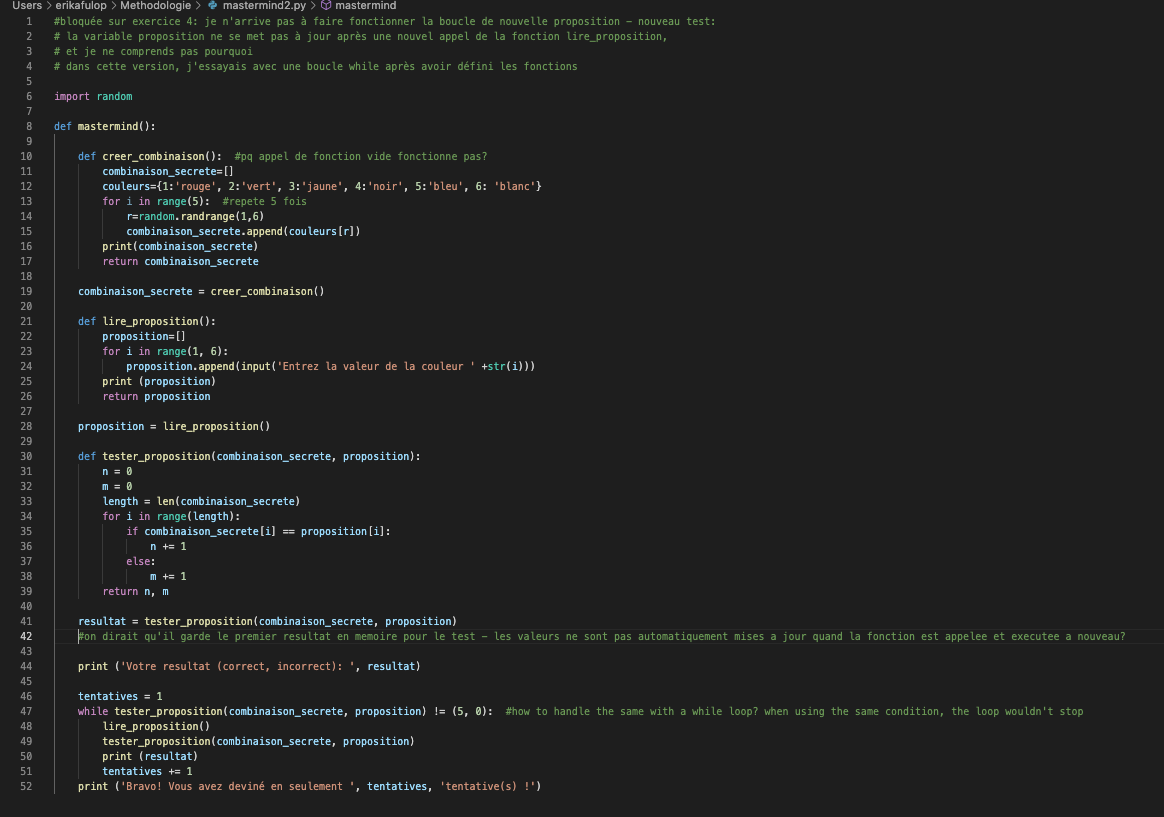 Users > erikafulop > Methodologie > mastermind2.py > mastermind
1 #bloquée sur exercice 4: je n'arrive pas à faire fonctionner la boucle de nouvelle proposition – nouveau test:
2 # la variable proposition ne se met pas à jour après une nouvel appel de la fonction lire_proposition,
3 # et je ne comprends pas pourquoi
4 # dans cette version, j'essayais avec une boucle while après avoir défini les fonctions
5
6 import random
7
8 def mastermind():
9
10     def creer_combinaison():  #pq appel de fonction vide fonctionne pas?
11         combinaison_secrete=[]
12         couleurs={1:'rouge', 2:'vert', 3:'jaune', 4:'noir', 5:'bleu', 6: 'blanc'}
13         for i in range(5):  #repete 5 fois
14             r=random.randrange(1,6)
15             combinaison_secrete.append(couleurs[r])
16         print(combinaison_secrete)
17         return combinaison_secrete
18
19     combinaison_secrete = creer_combinaison()
20
21     def lire_proposition():
22         proposition=[]
23         for i in range(1, 6):
24             proposition.append(input('Entrez la valeur de la couleur ' +str(i)))
25         print (proposition)
26         return proposition
27
28     proposition = lire_proposition()
29
30     def tester_proposition(combinaison_secrete, proposition):
31         n = 0
32         m = 0
33         length = len(combinaison_secrete)
34         for i in range(length):
35             if combinaison_secrete[i] == proposition[i]:
36                 n += 1
37             else:
38                 m += 1
39         return n, m
40
41     resultat = tester_proposition(combinaison_secrete, proposition)
42     #on dirait qu'il garde le premier resultat en memoire pour le test – les valeurs ne sont pas automatiquement mises a jour quand la fonction est appelee et executee a nouveau?
43
44     print ('Votre resultat (correct, incorrect): ', resultat)
45
46     tentatives = 1
47     while tester_proposition(combinaison_secrete, proposition) != (5, 0):  #how to handle the same with a while loop? when using the same condition, the loop wouldn't stop
48         lire_proposition()
49         tester_proposition(combinaison_secrete, proposition)
50         print (resultat)
51         tentatives += 1
52     print ('Bravo! Vous avez deviné en seulement ', tentatives, 'tentative(s) !')